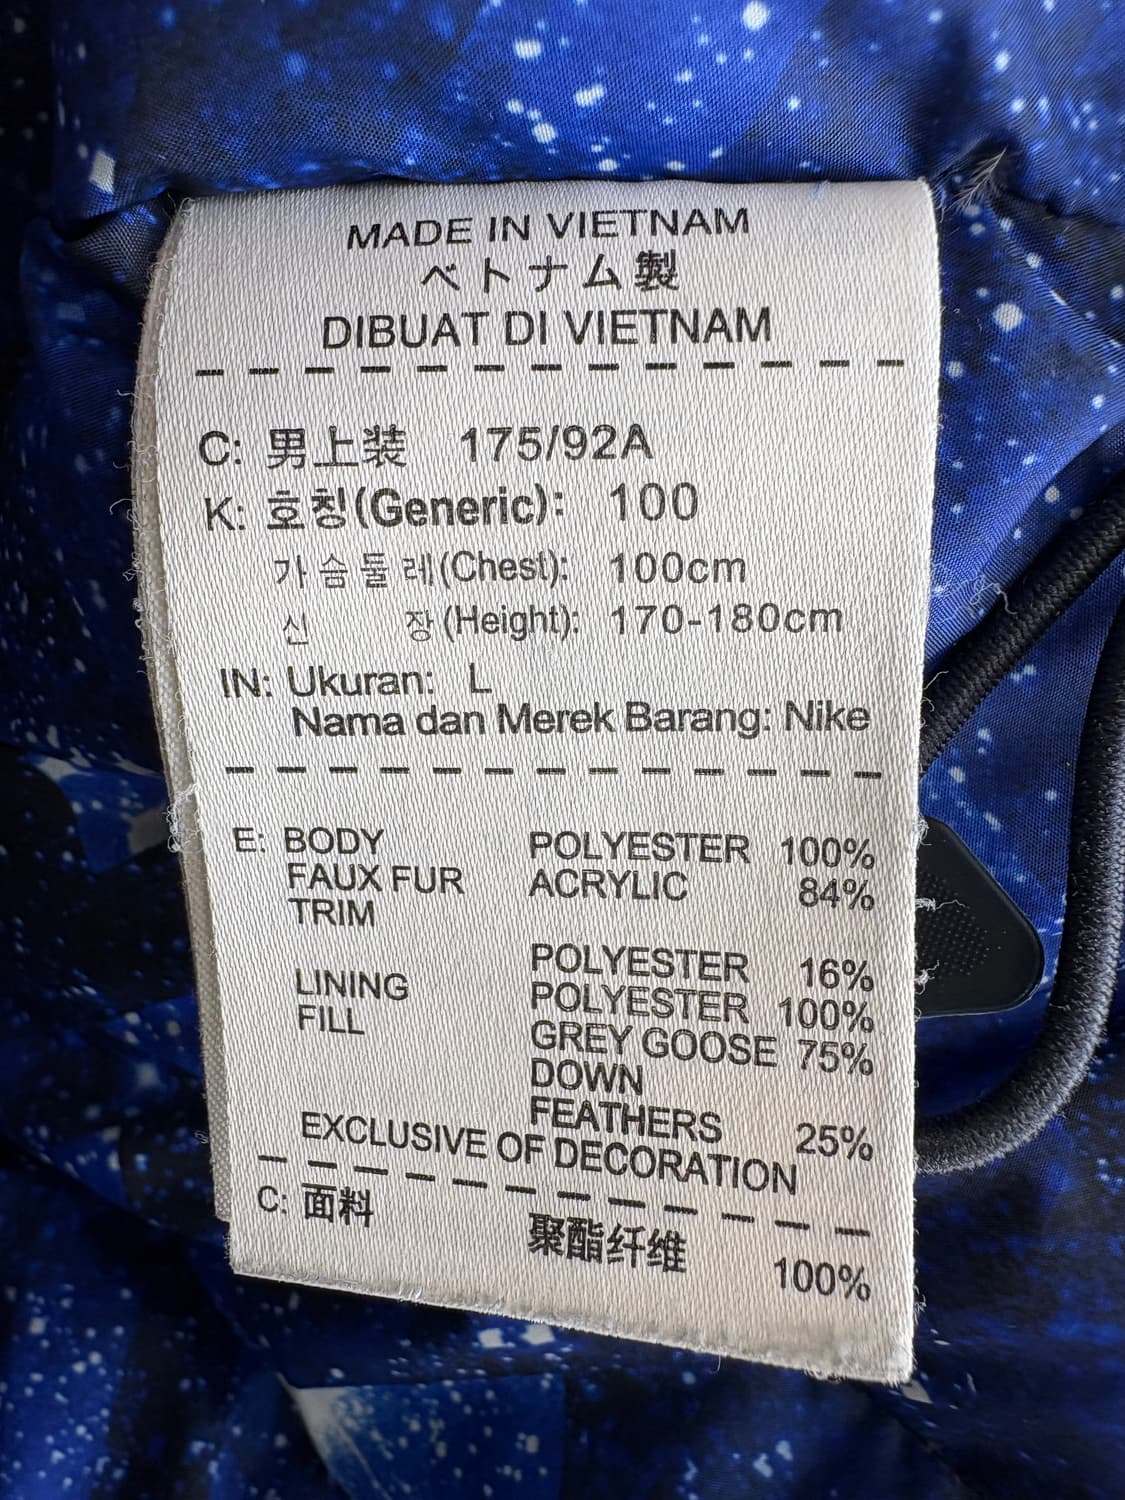 MADE IN VIETNAM
ベトナム製
DIBUAT DI VIETNAM
C: 男上装 175/92A
K: 호칭(Generic): 100
가슴둘레(Chest): 100cm
신 장(Height): 170-180cm
IN: Ukuran: L
Nama dan Merek Barang: Nike
E: BODY POLYESTER 100%
FAUX FUR ACRYLIC 84%
TRIM
POLYESTER 16%
LINING POLYESTER 100%
FILL GREY GOOSE 75%
DOWN
FEATHERS 25%
EXCLUSIVE OF DECORATION
C: 面料 聚酯纤维 100%